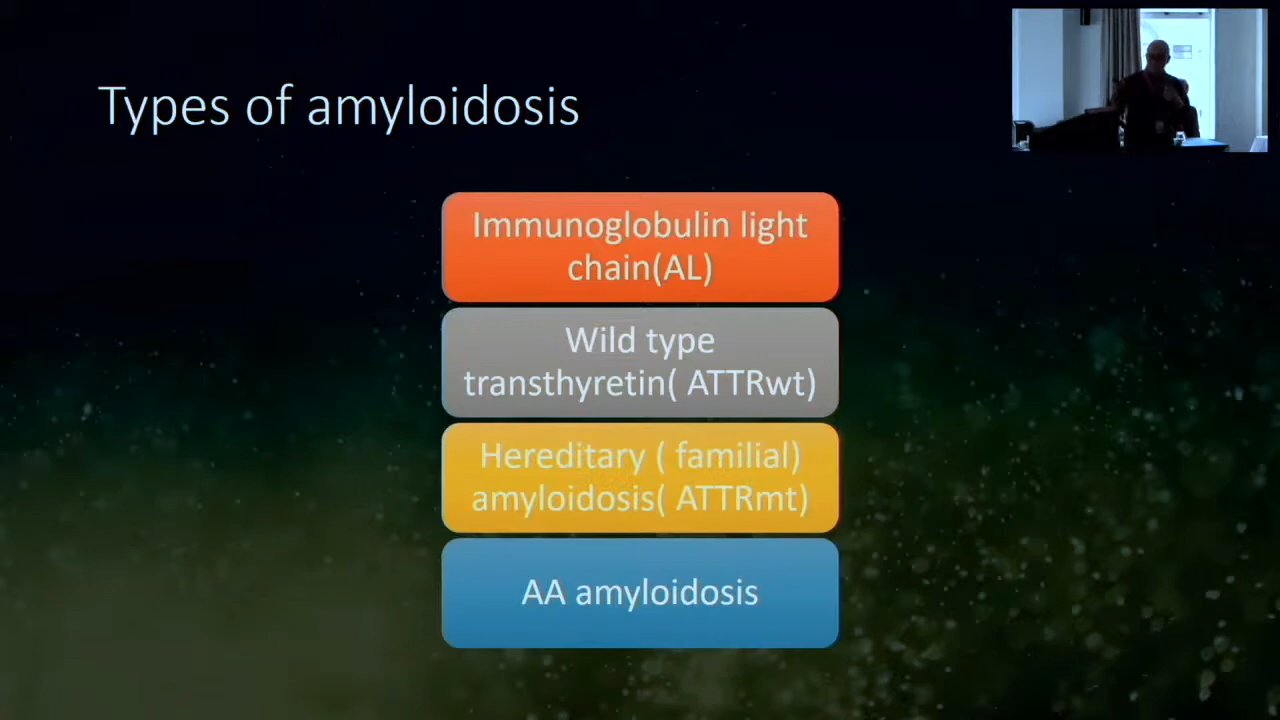 Types of amyloidosis
Immunoglobulin light
chain(AL)
Wild type
transthyretin( ATTRwt)
Hereditary ( familial)
amyloidosis( ATTRmt)
AA amyloidosis